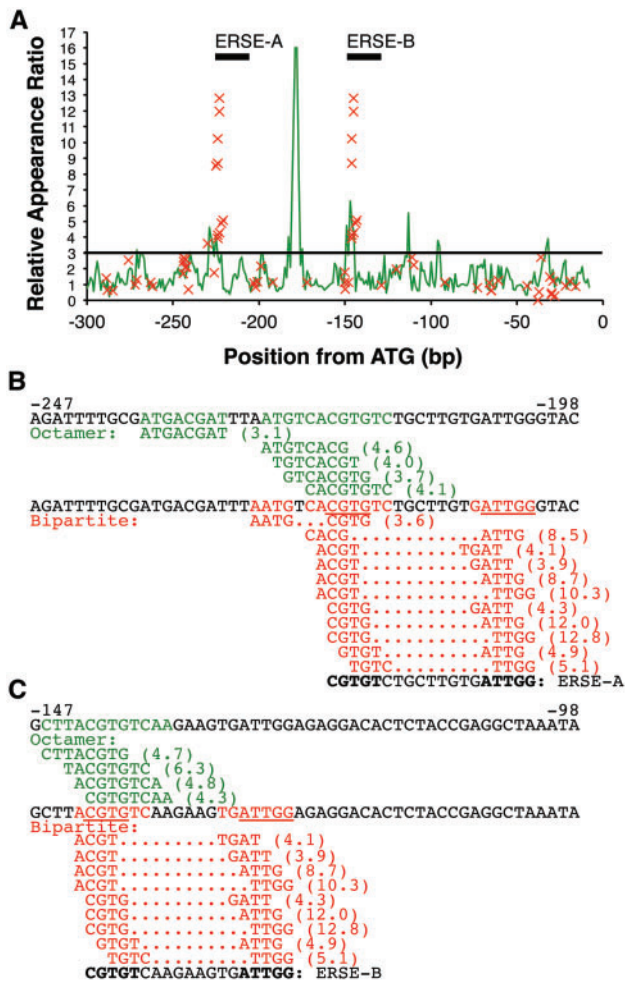 A
ERSE-A
ERSE-B
Relative Appearance Ratio
17
16
15
14
13
12
11
10
9
8
7
6
5
4
3
2
1
0
-300
-250
-200
-150
-100
-50
0
Position from ATG (bp)
B
-247 -198
AGATTTTGCGATGACGATTTAATGTCACGTGTCTGCTTGTGATTGGGTAC
Octamer: ATGACGAT (3.1)
ATGTCACG (4.6)
TGTCACGT (4.0)
GTCACGTG (3.7)
CACGTGTC (4.1)
AGATTTTGCGATGACGATTTAATGTCACGTGTCTGCTTGTGATTGGGTAC
Bipartite: AATG...CGTG (3.6)
CACG............ATTG (8.5)
ACGT.........TGAT (4.1)
ACGT..........GATT (3.9)
ACGT...........ATTG (8.7)
ACGT............TTGG (10.3)
CGTG.........GATT (4.3)
CGTG..........ATTG (12.0)
CGTG...........TTGG (12.8)
GTGT.........ATTG (4.9)
TGTC.........TTGG (5.1)
CGTGTCTGCTTGTGATTGG: ERSE-A
C
-147 -98
GCTTACGTGTCAAGAAGTGATTGGAGAGGACACTCTACCGAGGCTAAATA
Octamer:
CTTACGTG (4.7)
TACGTGTC (6.3)
ACGTGTCA (4.8)
CGTGTCAA (4.3)
GCTTACGTGTCAAGAAGTGATTGGAGAGGACACTCTACCGAGGCTAAATA
Bipartite:
ACGT.........TGAT (4.1)
ACGT..........GATT (3.9)
ACGT...........ATTG (8.7)
ACGT............TTGG (10.3)
CGTG.........GATT (4.3)
CGTG..........ATTG (12.0)
CGTG...........TTGG (12.8)
GTGT.........ATTG (4.9)
TGTC.........TTGG (5.1)
CGTGTCAAGAAGTGATTGG: ERSE-B